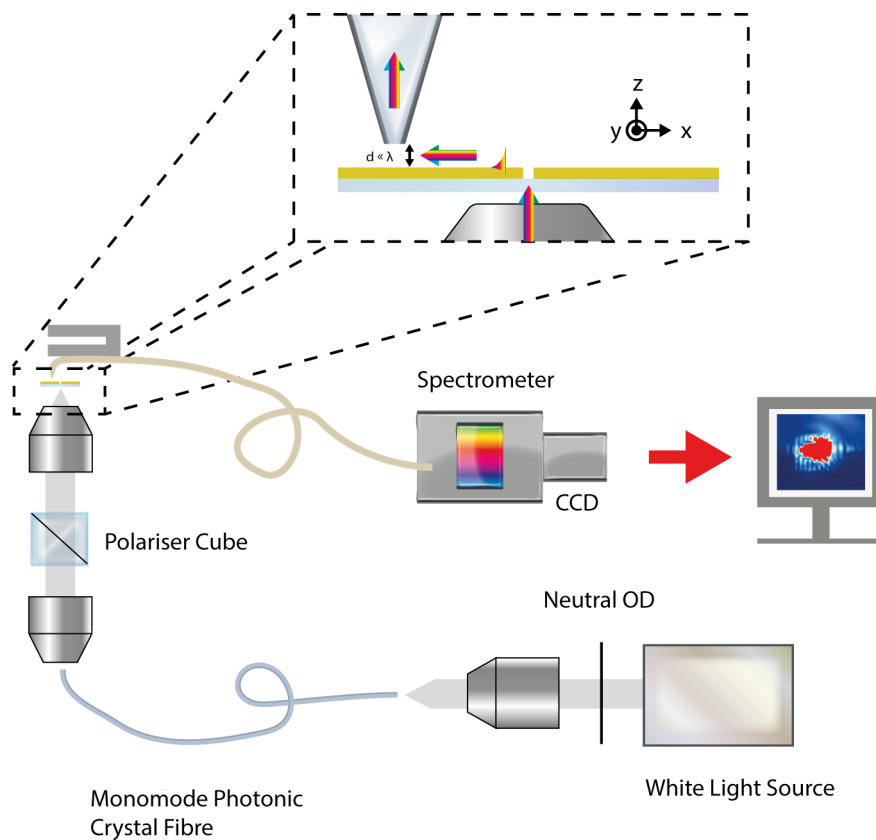 z
y
x
d « λ
Spectrometer
CCD
Polariser Cube
Neutral OD
White Light Source
Monomode Photonic
Crystal Fibre